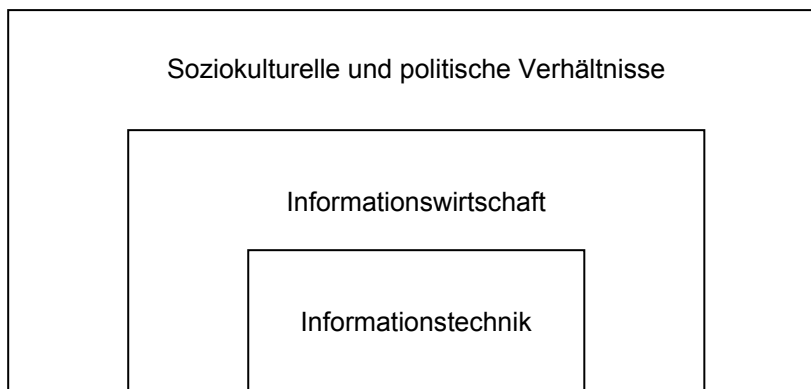 Soziokulturelle und politische Verhältnisse
Informationswirtschaft
Informationstechnik